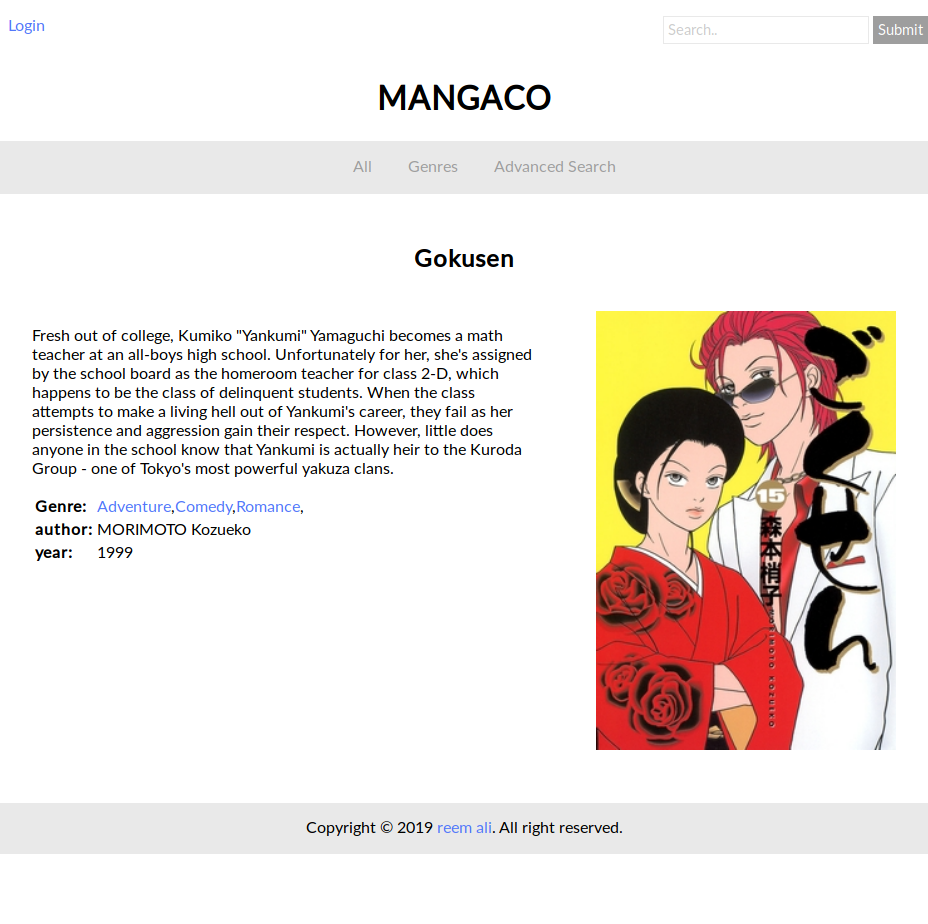 Login
Search..
Submit
MANGACO
All
Genres
Advanced Search
Gokusen
Fresh out of college, Kumiko "Yankumi" Yamaguchi becomes a math
teacher at an all-boys high school. Unfortunately for her, she's assigned
by the school board as the homeroom teacher for class 2-D, which
happens to be the class of delinquent students. When the class
attempts to make a living hell out of Yankumi's career, they fail as her
persistence and aggression gain their respect. However, little does
anyone in the school know that Yankumi is actually heir to the Kuroda
Group - one of Tokyo's most powerful yakuza clans.
Genre: Adventure,Comedy,Romance,
author: MORIMOTO Kozueko
year: 1999
ごくせん
15
森本梢子
MORIMOTO KOZUEKO
Copyright © 2019 reem ali. All right reserved.